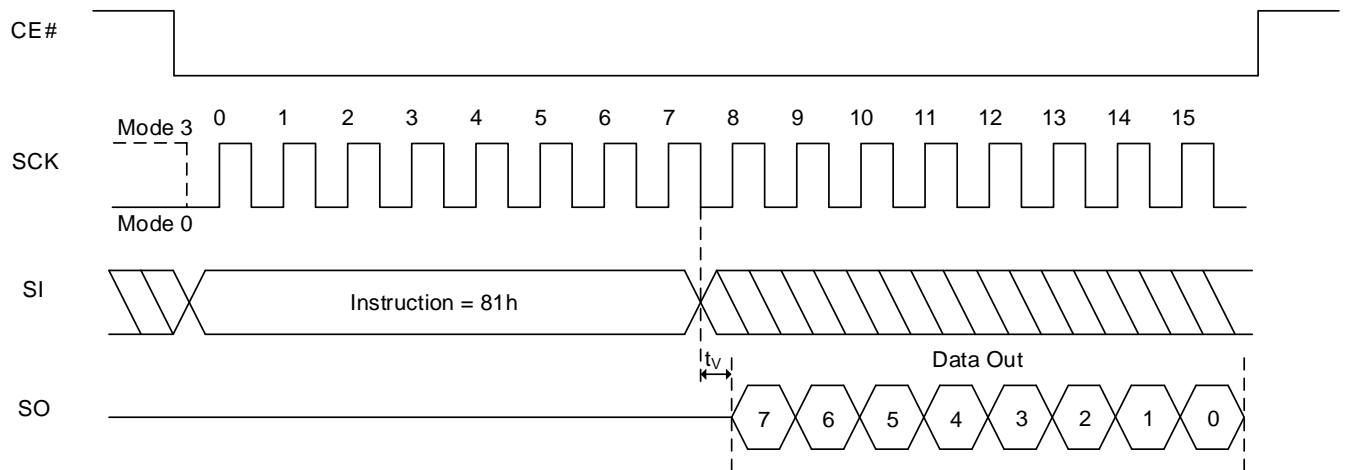 CE#
Mode 3 0 1 2 3 4 5 6 7 8 9 10 11 12 13 14 15
SCK
Mode 0
SI
Instruction = 81h
tV Data Out
SO
7 6 5 4 3 2 1 0